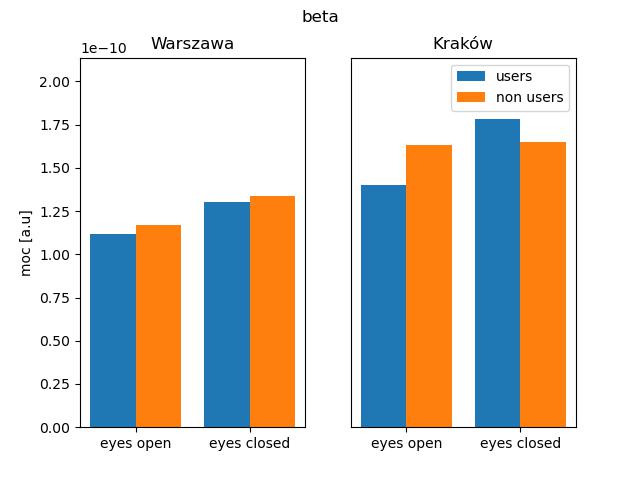 beta
Warszawa
Kraków
1e−10
users
non users
2.00
1.75
1.50
1.25
1.00
0.75
0.50
0.25
0.00
moc [a.u]
eyes open
eyes closed
eyes open
eyes closed